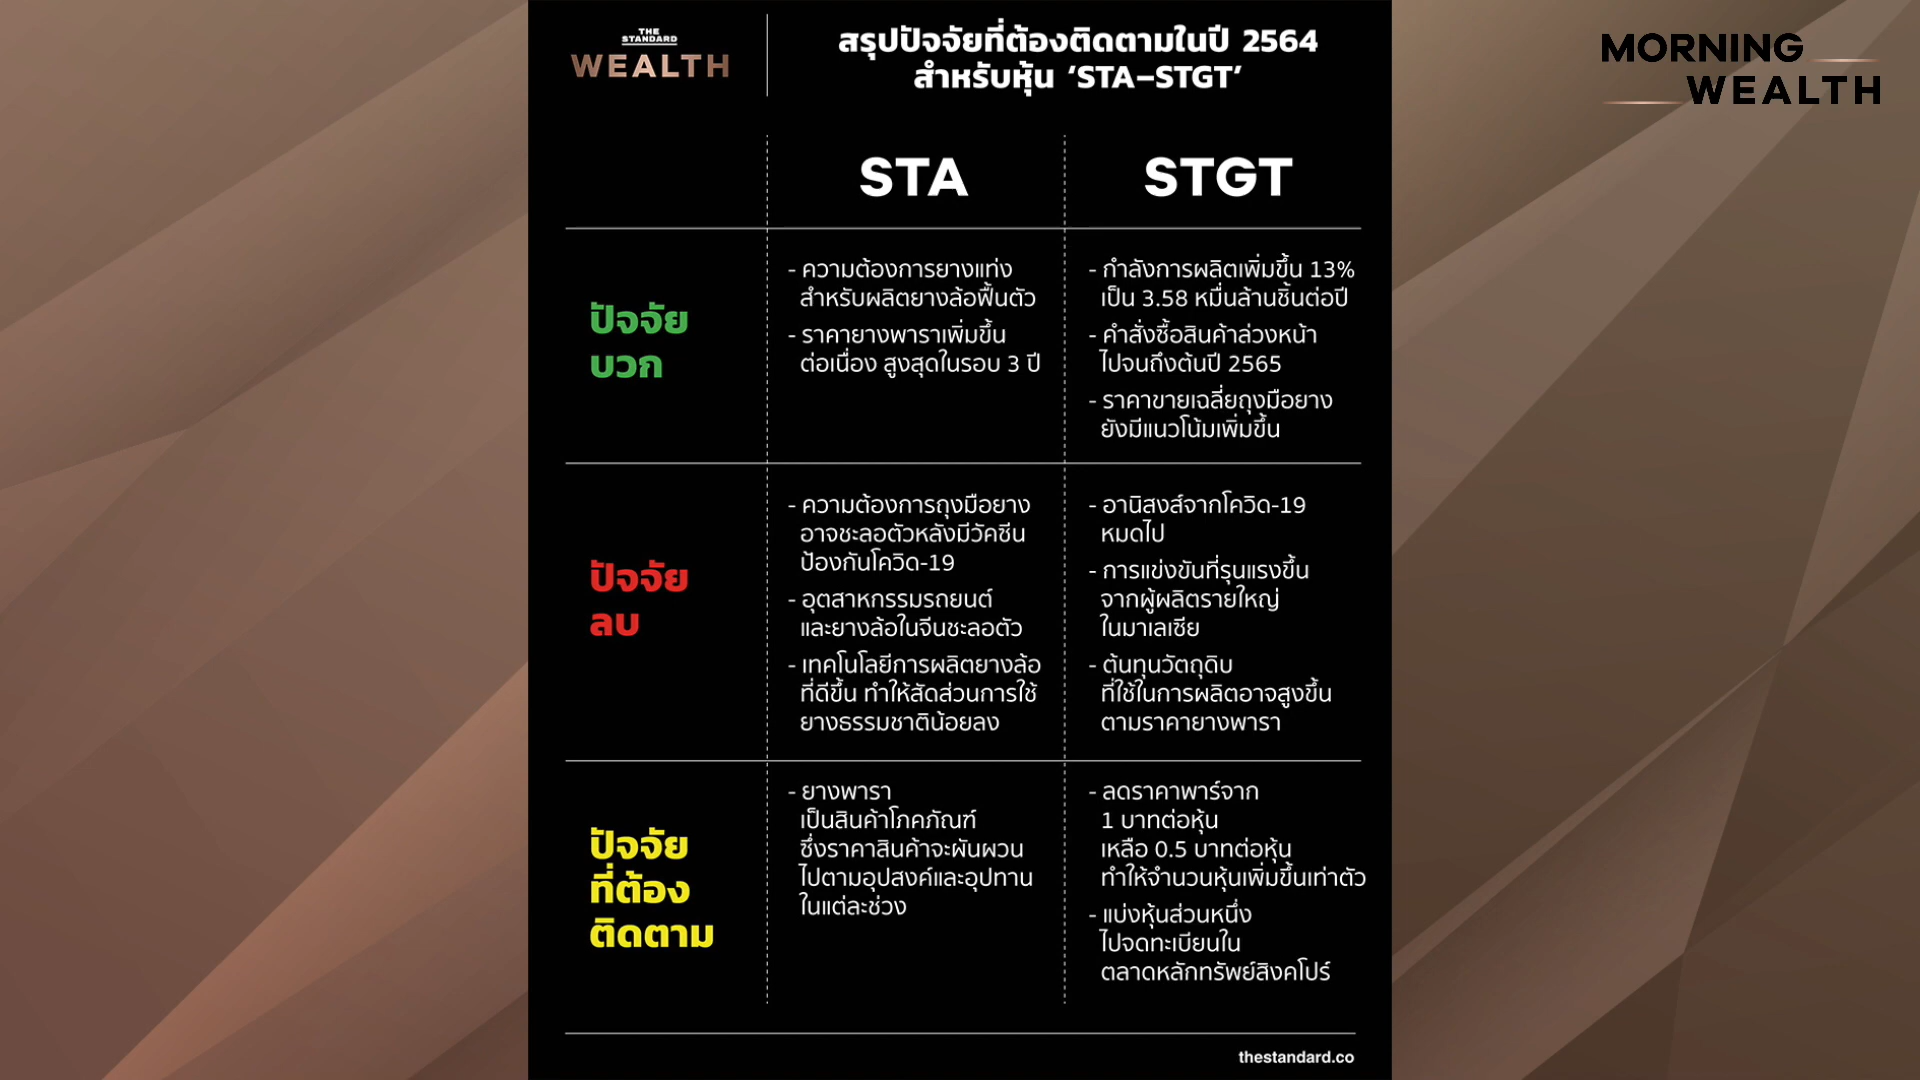 THE
STANDARD
WEALTH
สรุปปัจจัยที่ต้องติดตามในปี 2564
สำหรับหุ้น ‘STA–STGT’
MORNING
WEALTH
STA
STGT
ปัจจัย
บวก
- ความต้องการยางแท่ง
สำหรับผลิตยางล้อฟื้นตัว
- ราคายางพาราเพิ่มขึ้น
ต่อเนื่อง สูงสุดในรอบ 3 ปี
- กำลังการผลิตเพิ่มขึ้น 13%
เป็น 3.58 หมื่นล้านชิ้นต่อปี
- คำสั่งซื้อสินค้าล่วงหน้า
ไปจนถึงต้นปี 2565
- ราคาขายเฉลี่ยถุงมือยาง
ยังมีแนวโน้มเพิ่มขึ้น
ปัจจัย
ลบ
- ความต้องการถุงมือยาง
อาจชะลอตัวหลังมีวัคซีน
ป้องกันโควิด-19
- อุตสาหกรรมรถยนต์
และยางล้อในจีนชะลอตัว
- เทคโนโลยีการผลิตยางล้อ
ที่ดีขึ้น ทำให้สัดส่วนการใช้
ยางธรรมชาติน้อยลง
- อานิสงส์จากโควิด-19
หมดไป
- การแข่งขันที่รุนแรงขึ้น
จากผู้ผลิตรายใหญ่
ในมาเลเซีย
- ต้นทุนวัตถุดิบ
ที่ใช้ในการผลิตอาจสูงขึ้น
ตามราคายางพารา
ปัจจัย
ที่ต้อง
ติดตาม
- ยางพารา
เป็นสินค้าโภคภัณฑ์
ซึ่งราคาสินค้าจะผันผวน
ไปตามอุปสงค์และอุปทาน
ในแต่ละช่วง
- ลดราคาพาร์จาก
1 บาทต่อหุ้น
เหลือ 0.5 บาทต่อหุ้น
ทำให้จำนวนหุ้นเพิ่มขึ้นเท่าตัว
- แบ่งหุ้นส่วนหนึ่ง
ไปจดทะเบียนใน
ตลาดหลักทรัพย์สิงคโปร์
thestandard.co